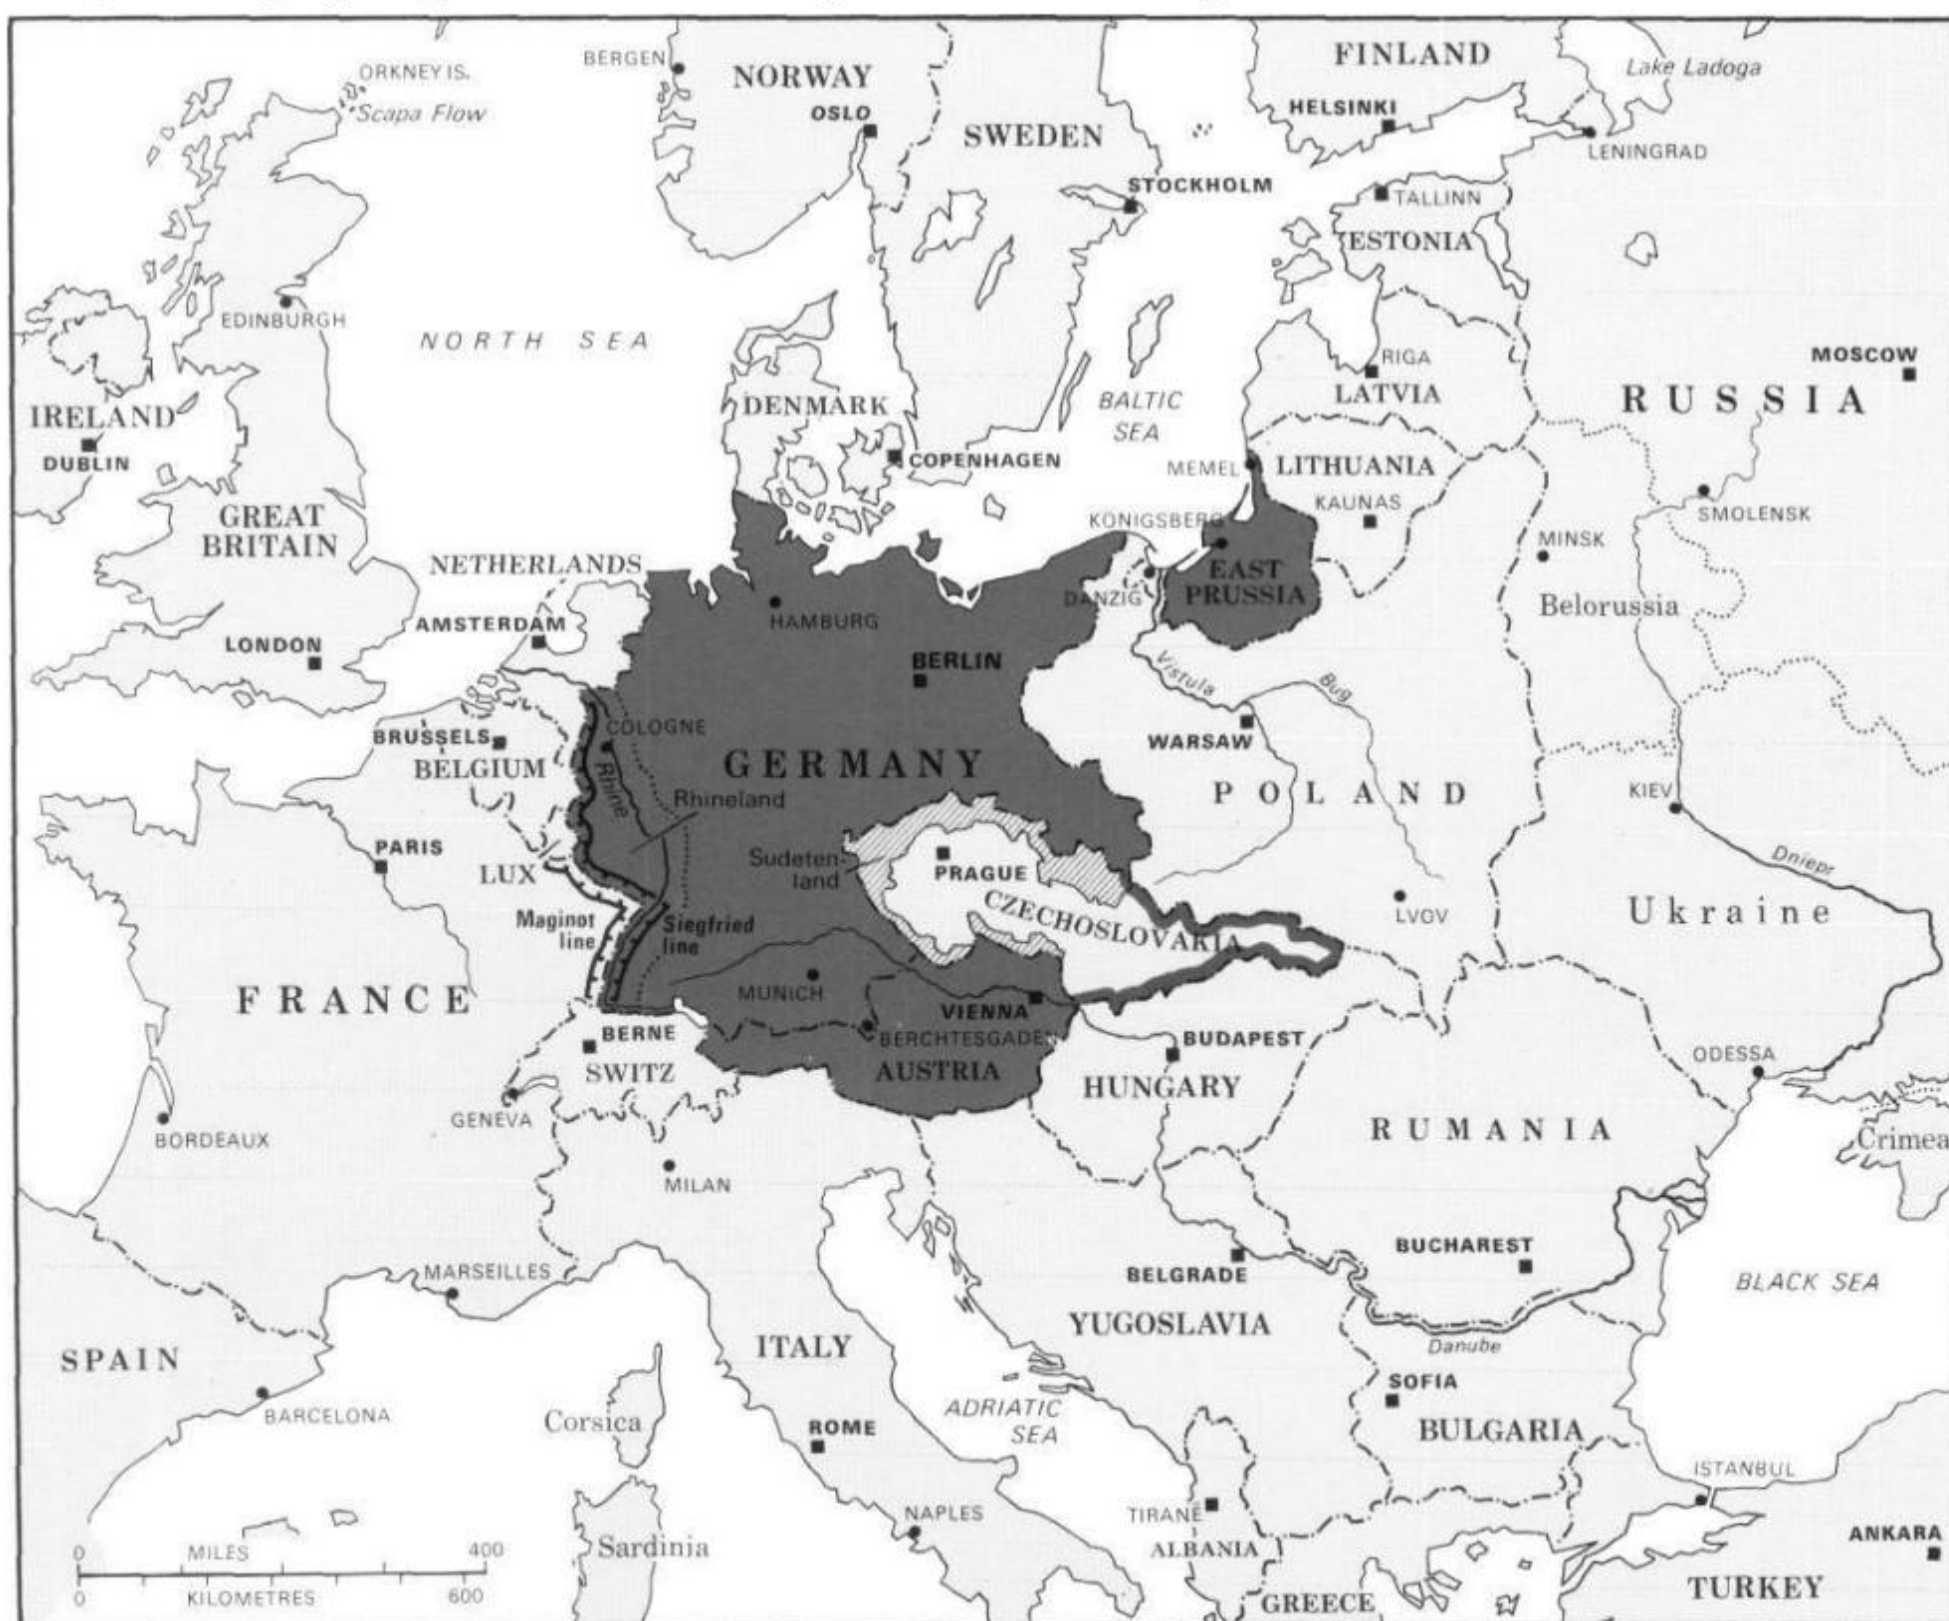 BERGEN
NORWAY
OSLO
FINLAND
Lake Ladoga
ORKNEY IS.
Scapa Flow
SWEDEN
HELSINKI
LENINGRAD
STOCKHOLM
TALLINN
ESTONIA
EDINBURGH
NORTH SEA
RIGA
LATVIA
MOSCOW
RUSSIA
IRELAND
DUBLIN
DENMARK
COPENHAGEN
BALTIC
SEA
MEMEL
LITHUANIA
KAUNAS
SMOLENSK
GREAT
BRITAIN
KÖNIGSBERG
MINSK
NETHERLANDS
EAST
PRUSSIA
DANZIG
Belorussia
AMSTERDAM
HAMBURG
LONDON
BERLIN
Vistula
Bug
BRUSSELS
BELGIUM
COLOGNE
Rhine
GERMANY
WARSAW
POLAND
Rhineland
KIEV
PARIS
LUX
Sudeten-
land
PRAGUE
CZECHOSLOVAKIA
Dniepr
LVGV
Ukraine
Maginot
line
Siegfried
line
FRANCE
MUNICH
VIENNA
BERNE
SWITZ
BERCHTESGADEN
AUSTRIA
BUDAPEST
HUNGARY
ODESSA
GENEVA
BORDEAUX
RUMANIA
Crimea
MILAN
BUCHAREST
BELGRADE
MARSEILLES
BLACK SEA
YUGOSLAVIA
Danube
SPAIN
ITALY
SOFIA
BULGARIA
BARCELONA
Corsica
ROME
ADRIATIC
SEA
ISTANBUL
NAPLES
TIRANË
ALBANIA
ANKARA
Sardinia
TURKEY
GREECE
0 MILES 400
0 KILOMETRES 600